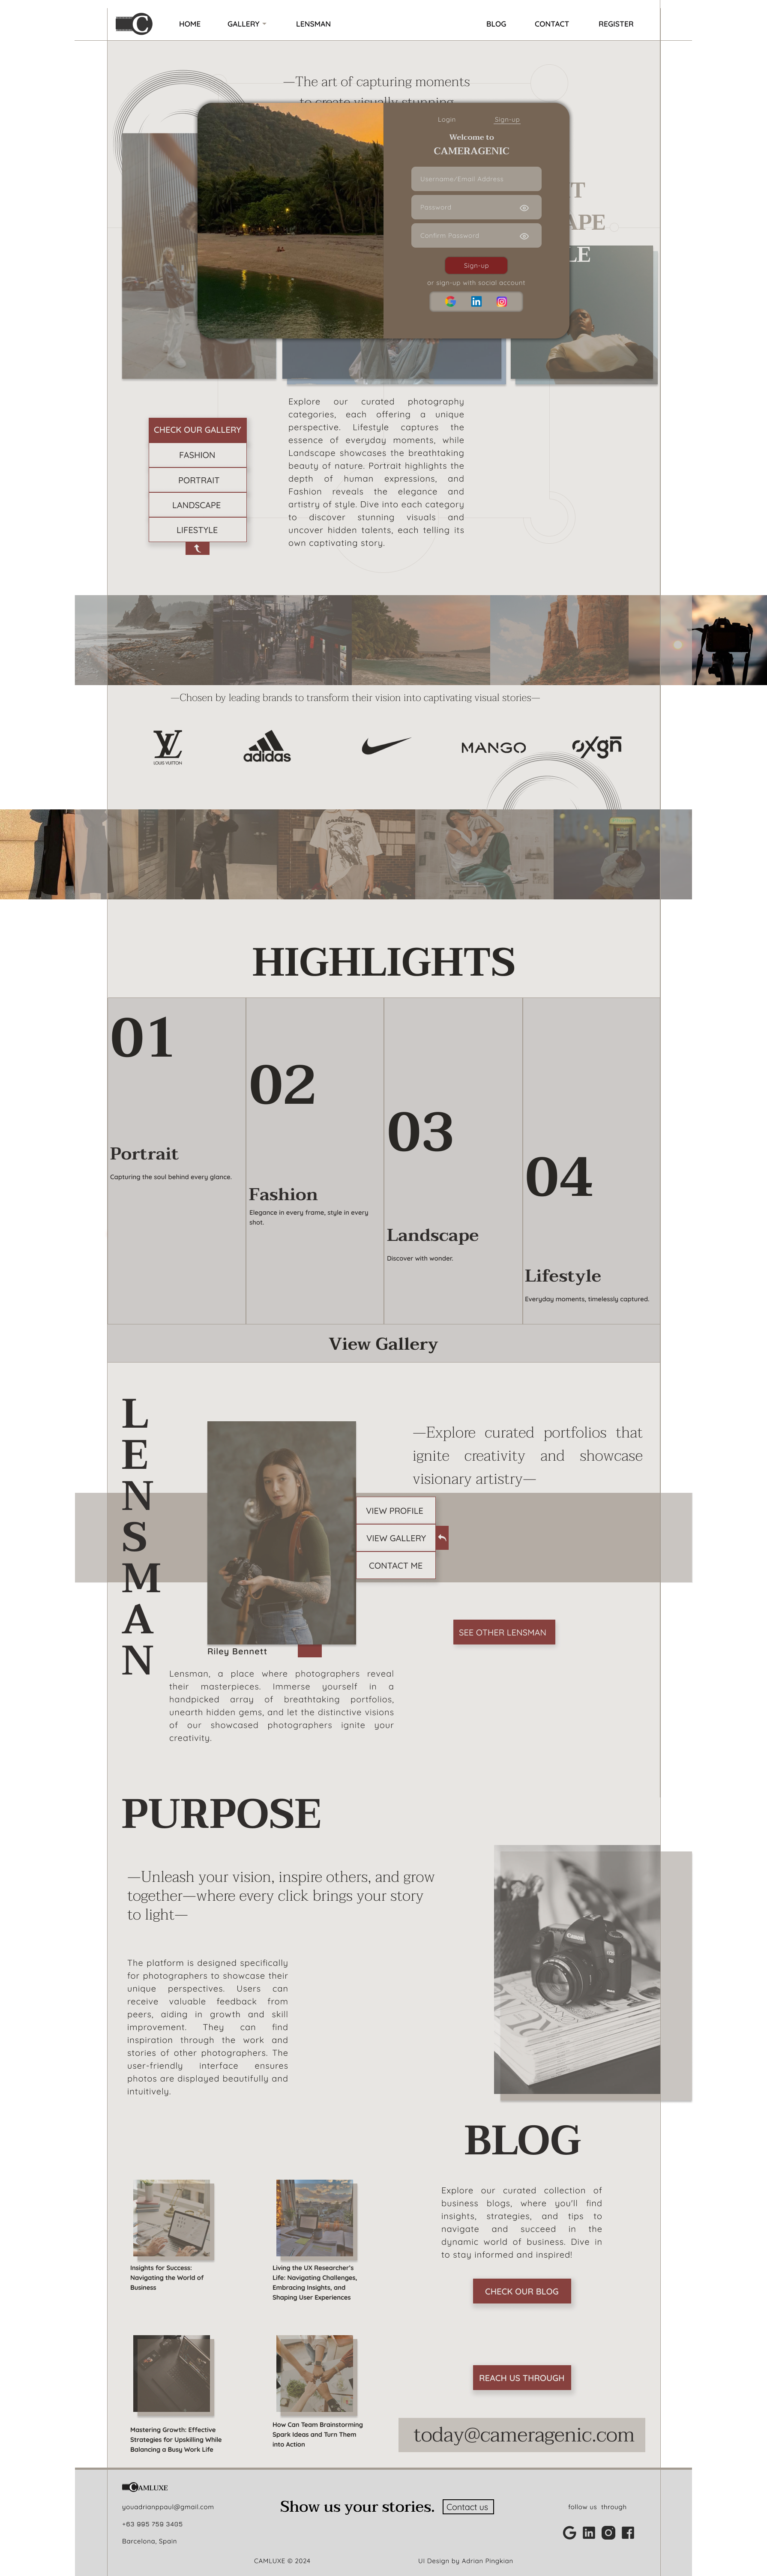 C
HOME
GALLERY
LENSMAN
BLOG
CONTACT
REGISTER
—The art of capturing moments
to create visually stunning
Login
Sign-up
Welcome to
CAMERAGENIC
Username/Email Address
Password
Confirm Password
Sign-up
or sign-up with social account
T
APE
LE
CHECK OUR GALLERY
FASHION
PORTRAIT
LANDSCAPE
LIFESTYLE
Explore our curated photography
categories, each offering a unique
perspective. Lifestyle captures the
essence of everyday moments, while
Landscape showcases the breathtaking
beauty of nature. Portrait highlights the
depth of human expressions, and
Fashion reveals the elegance and
artistry of style. Dive into each category
to discover stunning visuals and
uncover hidden talents, each telling its
own captivating story.
—Chosen by leading brands to transform their vision into captivating visual stories—
LV
LOUIS VUITTON
adidas
MANGO
oxgn
HIGHLIGHTS
01
Portrait
Capturing the soul behind every glance.
02
Fashion
Elegance in every frame, style in every
shot.
03
Landscape
Discover with wonder.
04
Lifestyle
Everyday moments, timelessly captured.
View Gallery
LENSMAN
—Explore curated portfolios that
ignite creativity and showcase
visionary artistry—
VIEW PROFILE
VIEW GALLERY
CONTACT ME
SEE OTHER LENSMAN
Riley Bennett
Lensman, a place where photographers reveal
their masterpieces. Immerse yourself in a
handpicked array of breathtaking portfolios,
unearth hidden gems, and let the distinctive visions
of our showcased photographers ignite your
creativity.
PURPOSE
—Unleash your vision, inspire others, and grow
together—where every click brings your story
to light—
The platform is designed specifically
for photographers to showcase their
unique perspectives. Users can
receive valuable feedback from
peers, aiding in growth and skill
improvement. They can find
inspiration through the work and
stories of other photographers. The
user-friendly interface ensures
photos are displayed beautifully and
intuitively.
Canon
BLOG
Explore our curated collection of
business blogs, where you'll find
insights, strategies, and tips to
navigate and succeed in the
dynamic world of business. Dive in
to stay informed and inspired!
CHECK OUR BLOG
Insights for Success:
Navigating the World of
Business
Living the UX Researcher's
Life: Navigating Challenges,
Embracing Insights, and
Shaping User Experiences
Mastering Growth: Effective
Strategies for Upskilling While
Balancing a Busy Work Life
How Can Team Brainstorming
Spark Ideas and Turn Them
into Action
REACH US THROUGH
today@cameragenic.com
CAMLUXE
youadrianppaul@gmail.com
+63 995 759 3405
Barcelona, Spain
Show us your stories.
Contact us
follow us through
CAMLUXE © 2024
UI Design by Adrian Pingkian